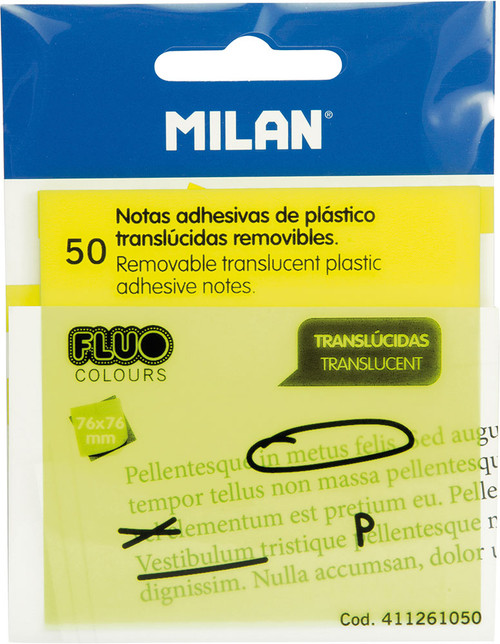 MILAN®
50
Notas adhesivas de plástico
translúcidas removibles.
Removable translucent plastic
adhesive notes.
FLUO
COLOURS
TRANSLÚCIDAS
TRANSLUCENT
76x76
mm
Pellentesque in metus felis sed augu
tempor tellus non massa pellentesqu
elementum est pretium eu. Pelle
Vestibulum tristique pellentesque n
dignissim. Nulla accumsan, dolor u
P
Cod. 411261050